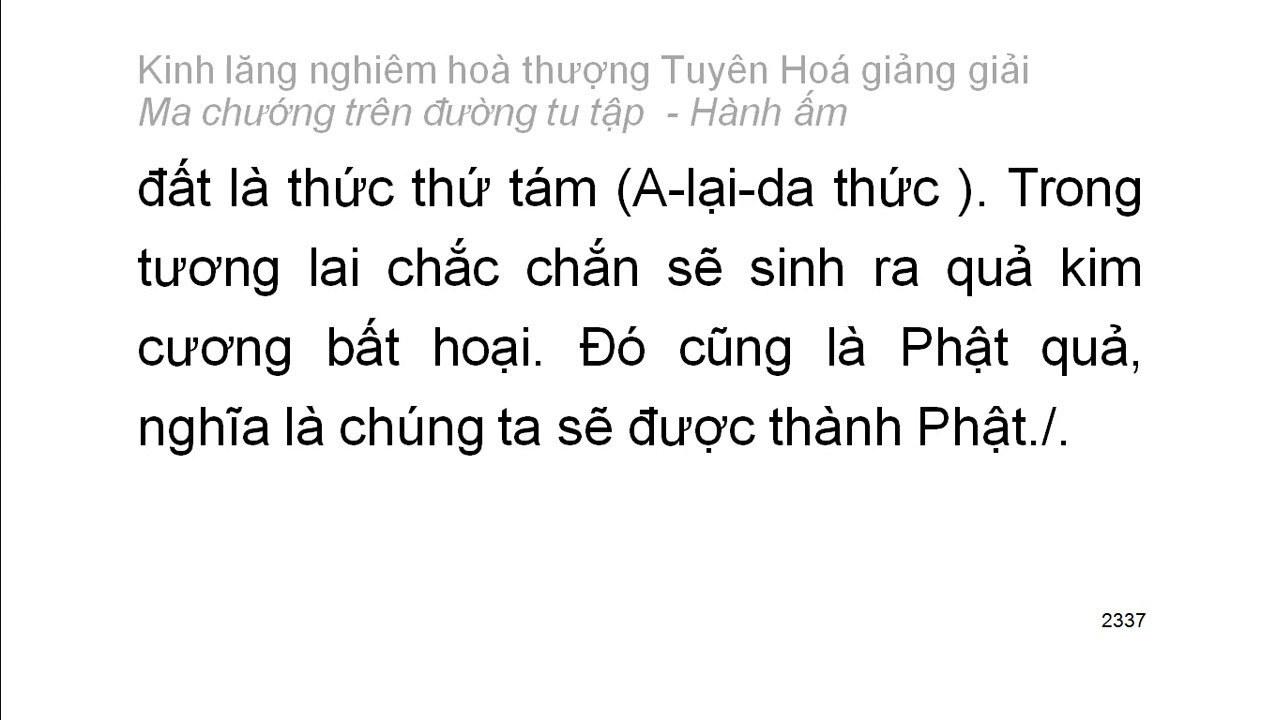 Kinh lăng nghiêm hoà thượng Tuyên Hoá giảng giải
Ma chướng trên đường tu tập - Hành ấm
đất là thức thứ tám (A-lại-da thức ). Trong
tương lai chắc chắn sẽ sinh ra quả kim
cương bất hoại. Đó cũng là Phật quả,
nghĩa là chúng ta sẽ được thành Phật./.
2337